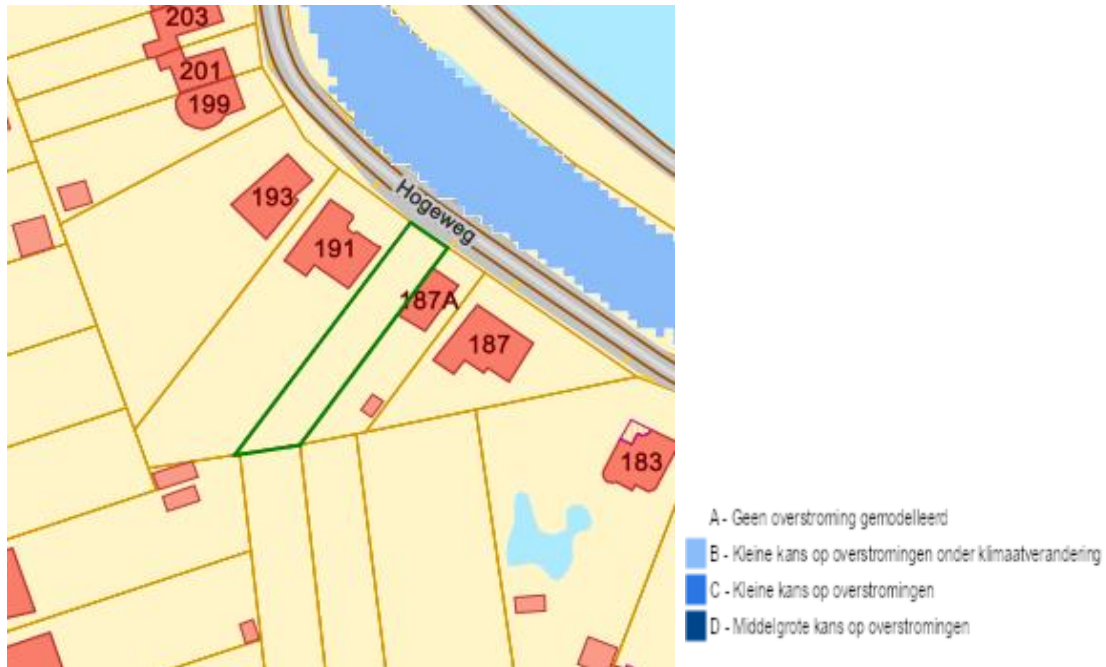 203
201
199
193
Hogeweg
191
187A
187
183
A - Geen overstroming gemodelleerd
B - Kleine kans op overstromingen onder klimaatverandering
C - Kleine kans op overstromingen
D - Middelgrote kans op overstromingen